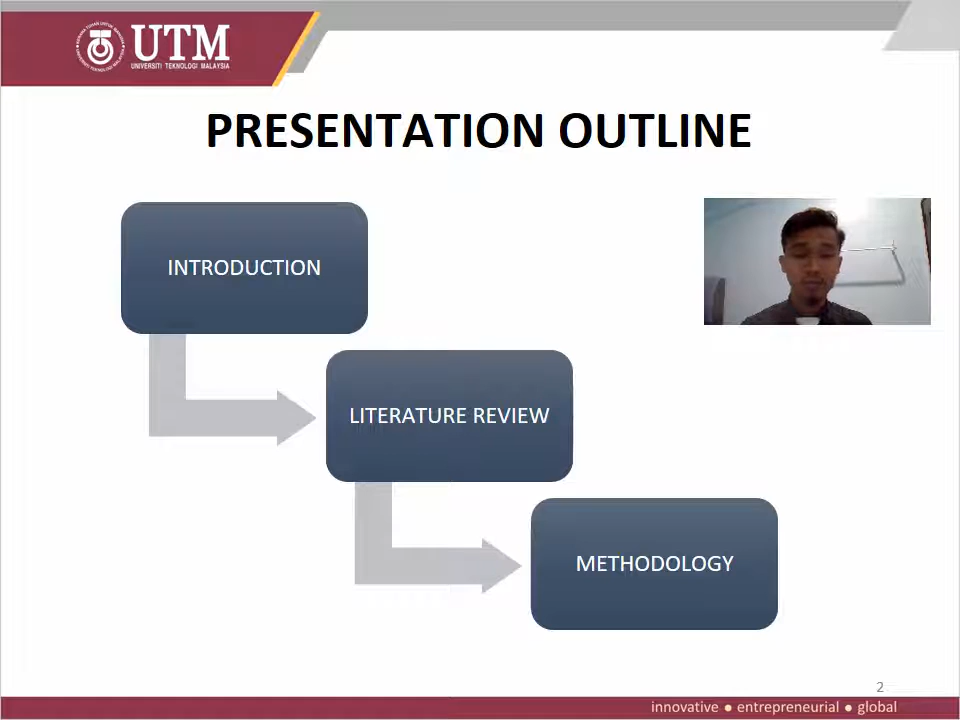 UTM
UNIVERSITI TEKNOLOGI MALAYSIA
PRESENTATION OUTLINE
INTRODUCTION
LITERATURE REVIEW
METHODOLOGY
2
innovative ● entrepreneurial ● global